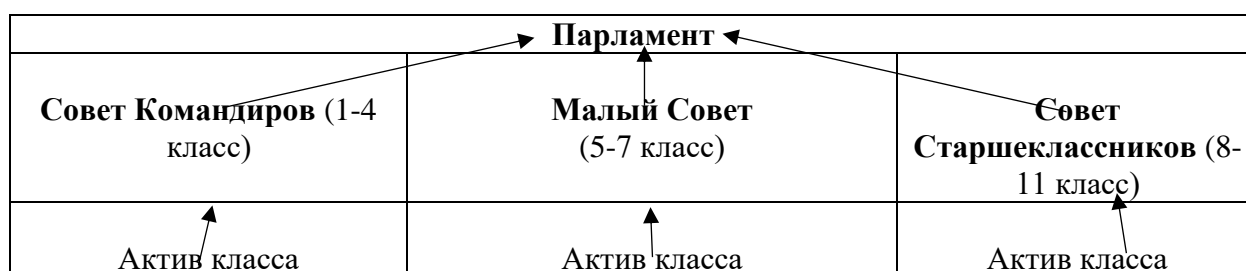 Парламент
Совет Командиров (1-4
класс)
Малый Совет
(5-7 класс)
Совет
Старшеклассников (8-
11 класс)
Актив класса
Актив класса
Актив класса